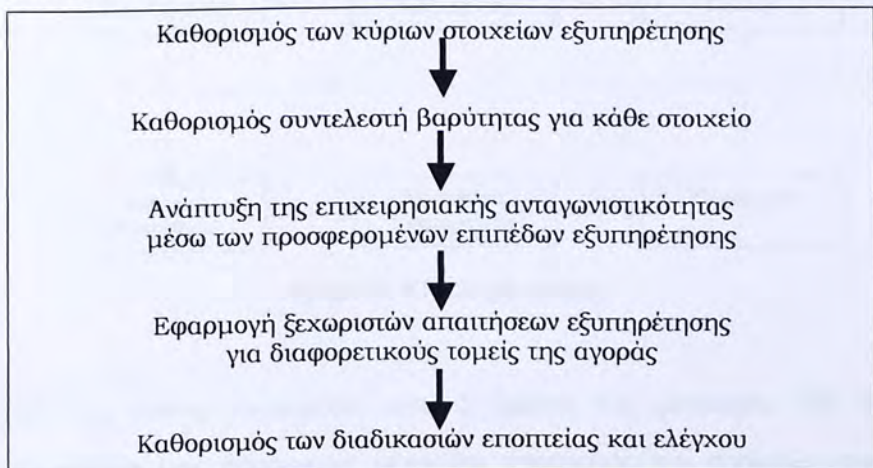 Καθορισμός των κύριων στοιχείων εξυπηρέτησης
Καθορισμός συντελεστή βαρύτητας για κάθε στοιχείο
Ανάπτυξη της επιχειρησιακής ανταγωνιστικότητας
μέσω των προσφερομένων επιπέδων εξυπηρέτησης
Εφαρμογή ξεχωριστών απαιτήσεων εξυπηρέτησης
για διαφορετικούς τομείς της αγοράς
Καθορισμός των διαδικασιών εποπτείας και ελέγχου